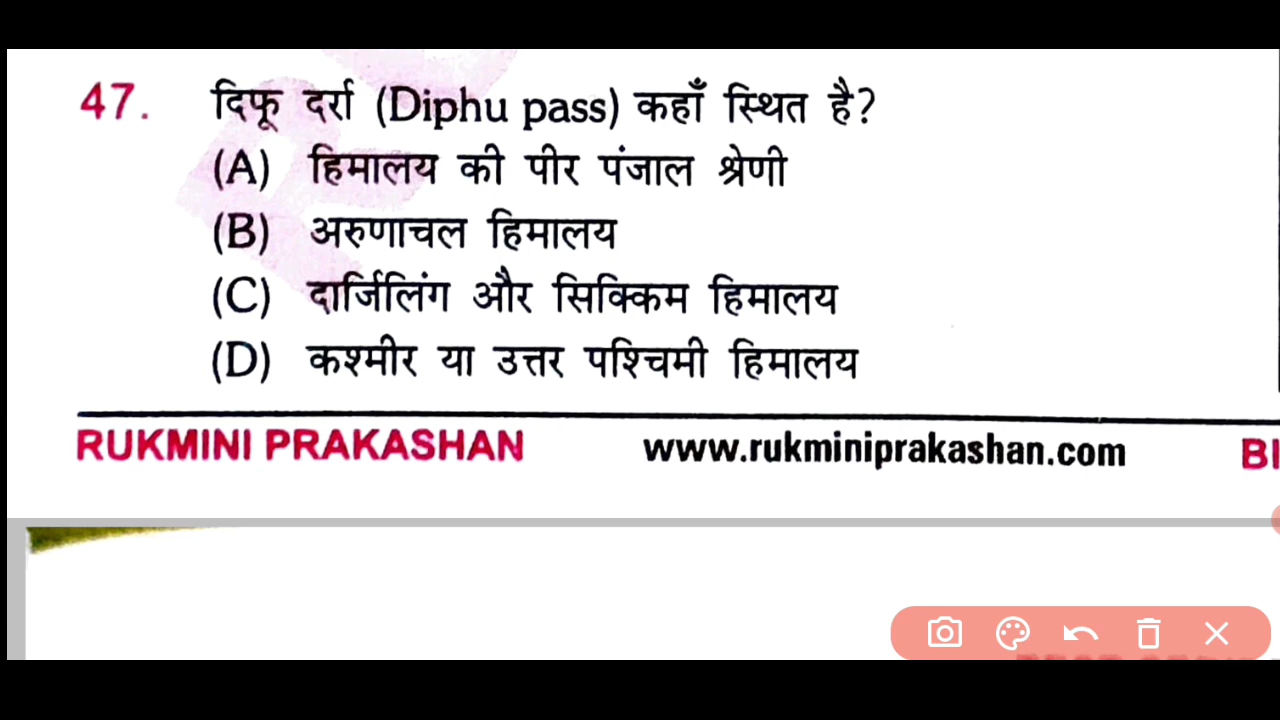 47. दिफू दर्रा (Diphu pass) कहाँ स्थित है?
(A) हिमालय की पीर पंजाल श्रेणी
(B) अरुणाचल हिमालय
(C) दार्जिलिंग और सिक्किम हिमालय
(D) कश्मीर या उत्तर पश्चिमी हिमालय
RUKMINI PRAKASHAN www.rukminiprakashan.com